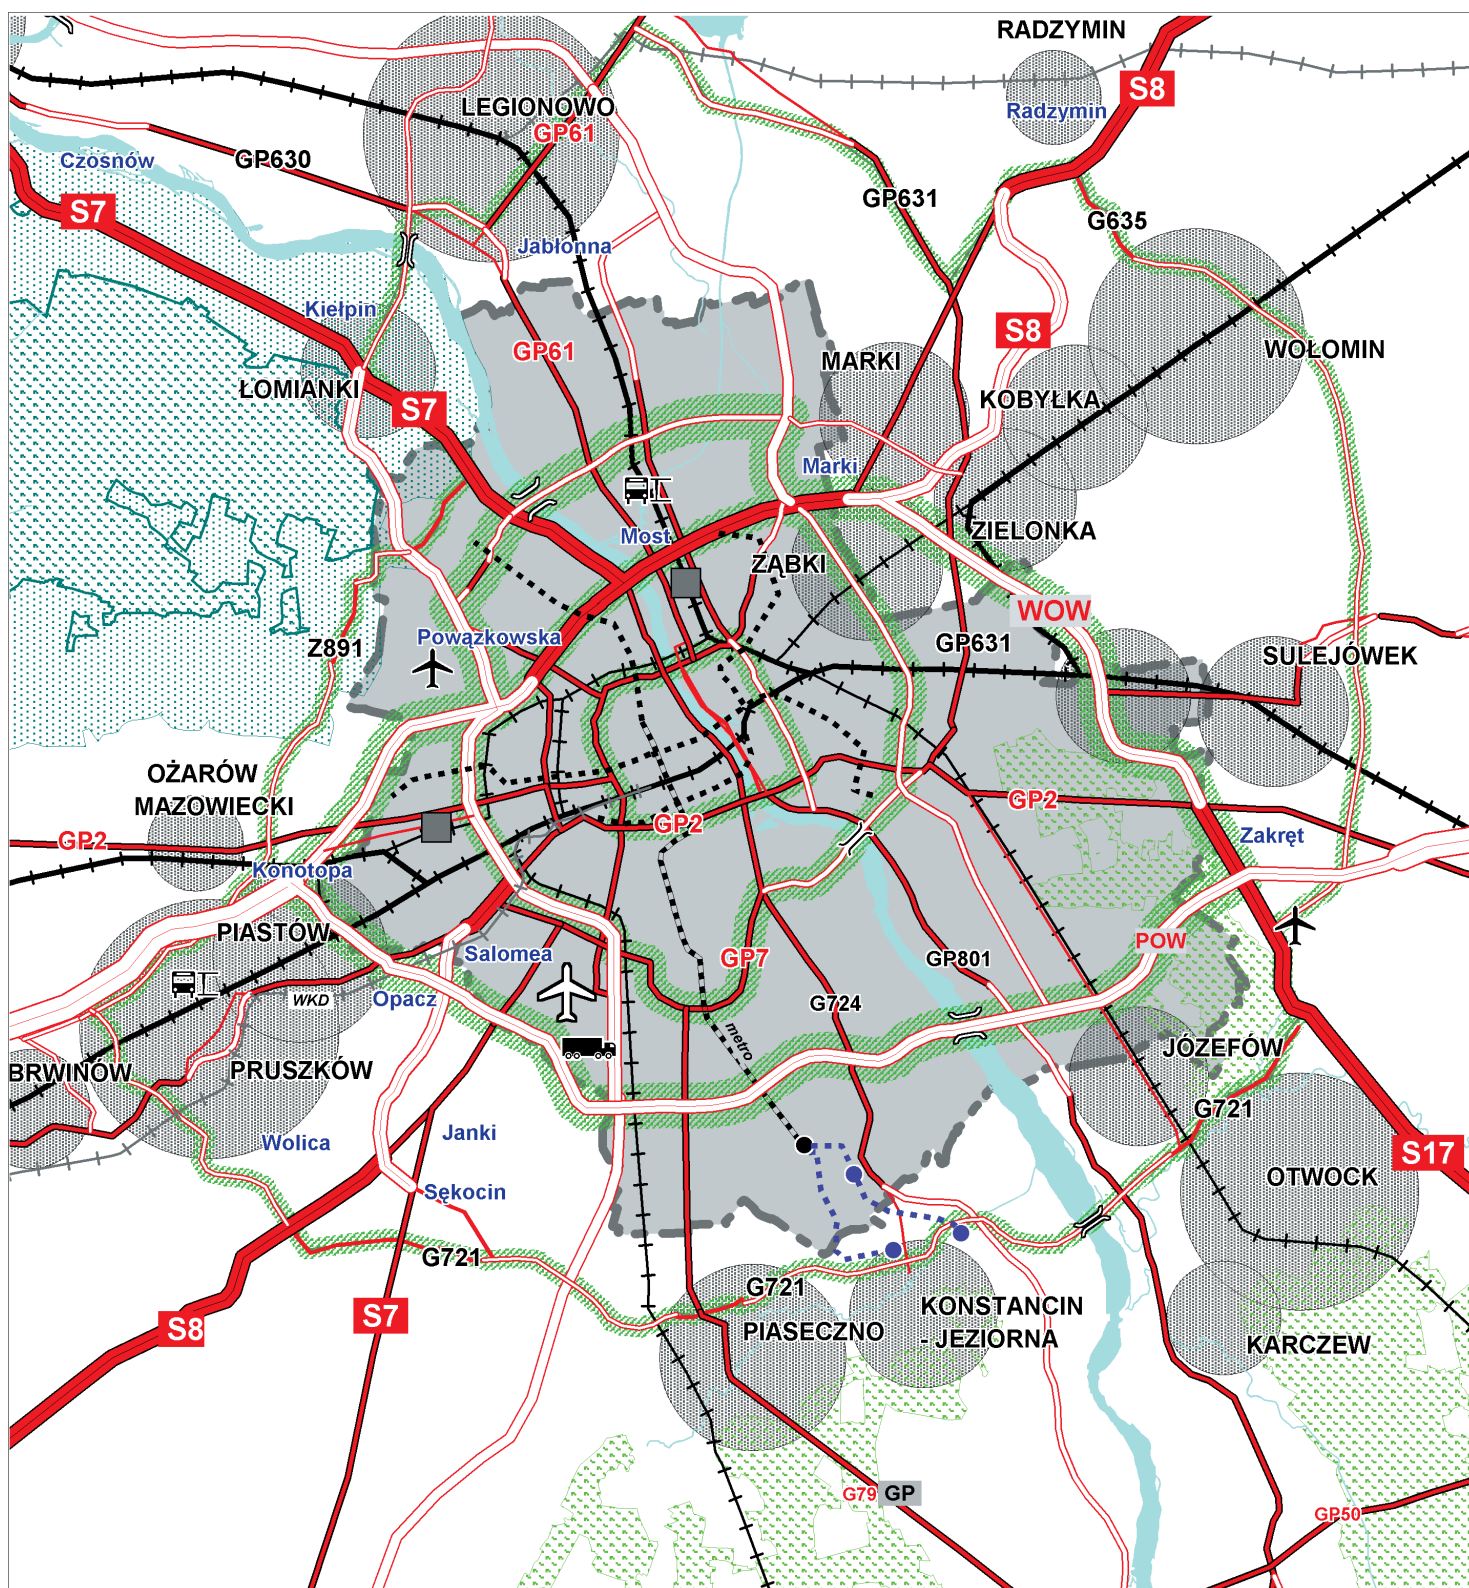 RADZYMIN
S8
LEGIONOWO
Radzymin
GP61
Czosnów
GP630
GP631
S7
G635
Jabłonna
Kiełpin
S8
GP61
MARKI
WOŁOMIN
ŁOMIANKI
KOBYŁKA
S7
Marki
Most
ZIELONKA
ZĄBKI
WOW
Powązkowska
Z891
GP631
SULEJÓWEK
OŻARÓW
MAZOWIECKI
GP2
GP2
GP2
Zakręt
Konotopa
PIASTÓW
POW
Salomea
GP7
GP801
WKD
Opacz
G724
metro
BRWINÓW
PRUSZKÓW
JÓZEFÓW
G721
Janki
Wolica
S17
OTWOCK
Sękocin
G721
G721
KONSTANCIN
- JEZIORNA
S7
S8
PIASECZNO
KARCZEW
G79
GP
GP50